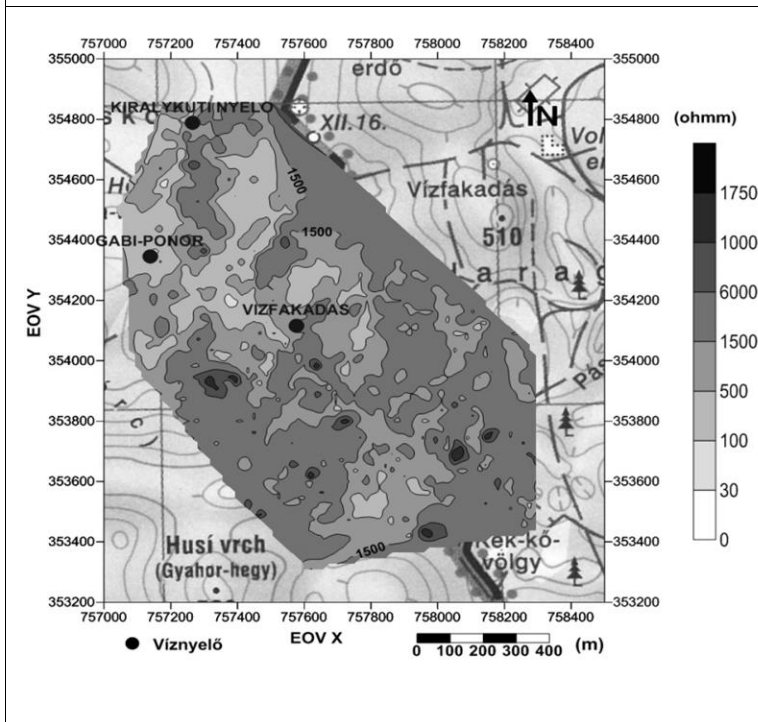 757000 757200 757400 757600 757800 758000 758200 758400
355000
354800
354600
354400
354200
354000
353800
353600
353400
353200
EOV Y
erdő
KIRALYKUTI NYELŐ
XII.16.
N
Vízfakadás
510
GABI-PONOR
VIZFAKADAS
1500
1500
1500
l a r a g
Husí vrch
(Gyahor-hegy)
Kék-kő-
völgy
355000
354800
354600
354400
354200
354000
353800
353600
353400
353200
(ohmm)
1750
1000
6000
1500
500
100
30
0
757000 757200 757400 757600 757800 758000 758200 758400
EOV X
Víznyelő
0 100 200 300 400 (m)